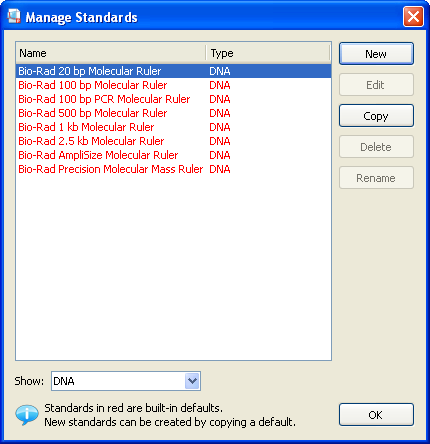 Manage Standards
Name Type
Bio-Rad 20 bp Molecular Ruler DNA
Bio-Rad 100 bp Molecular Ruler DNA
Bio-Rad 100 bp PCR Molecular Ruler DNA
Bio-Rad 500 bp Molecular Ruler DNA
Bio-Rad 1 kb Molecular Ruler DNA
Bio-Rad 2.5 kb Molecular Ruler DNA
Bio-Rad AmpliSize Molecular Ruler DNA
Bio-Rad Precision Molecular Mass Ruler DNA
New
Edit
Copy
Delete
Rename
Show: DNA
Standards in red are built-in defaults.
New standards can be created by copying a default.
OK